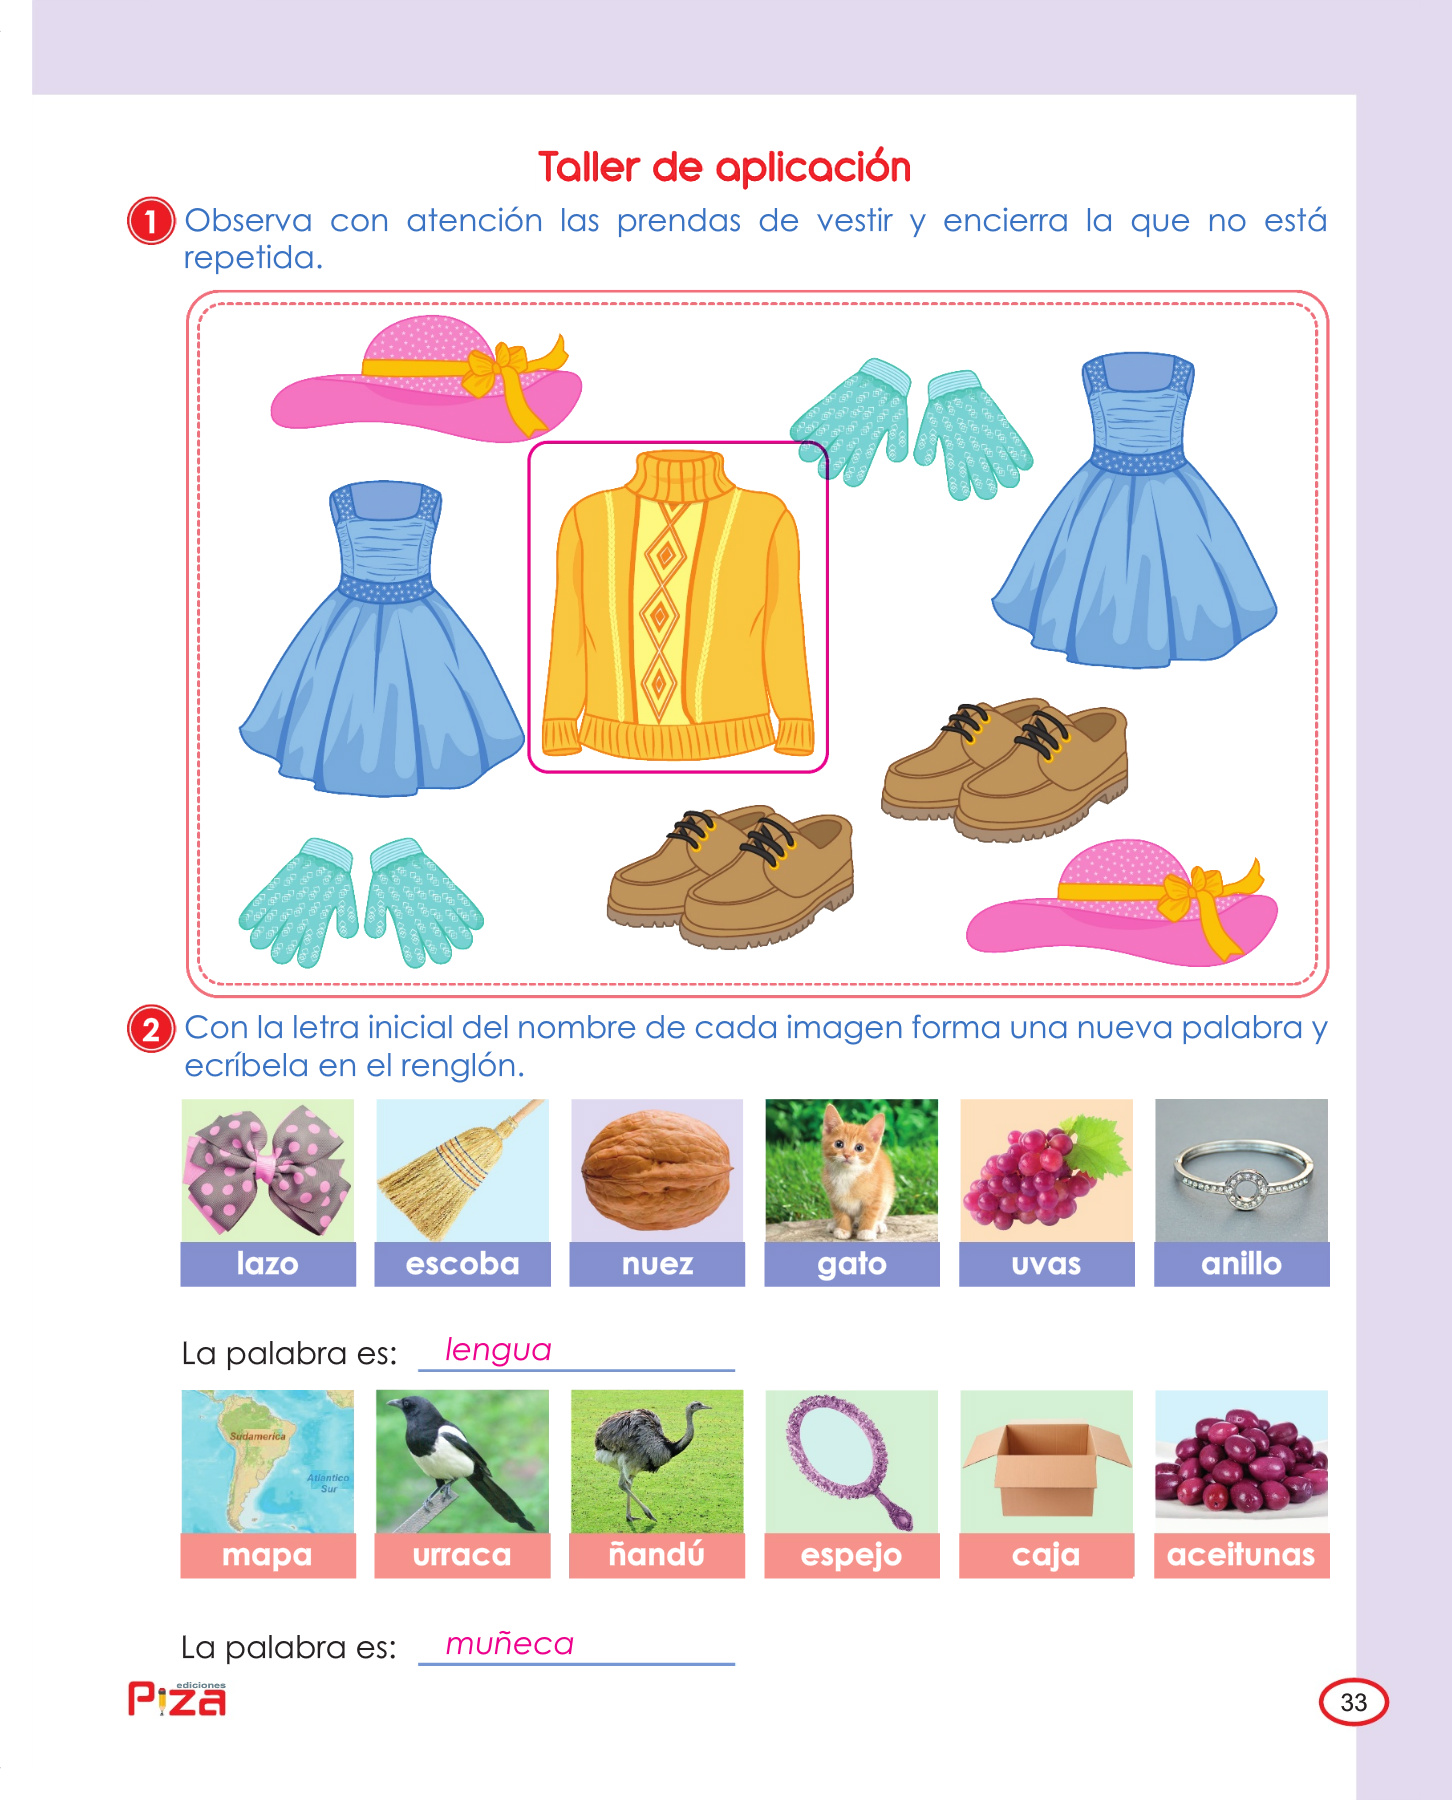 Taller de aplicación
1 Observa con atención las prendas de vestir y encierra la que no está
repetida.
2 Con la letra inicial del nombre de cada imagen forma una nueva palabra y
ecríbela en el renglón.
lazo escoba nuez gato uvas anillo
La palabra es: lengua
Sudamerica
Atlantico
Sur
mapa urraca ñandú espejo caja aceitunas
La palabra es: muñeca
ediciones
Piza
33